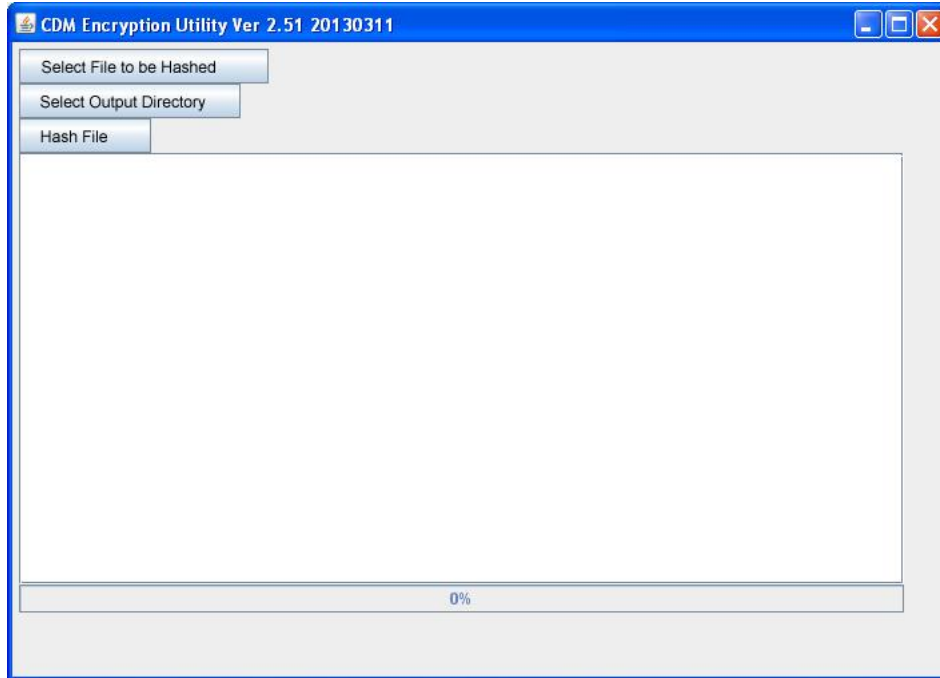 CDM Encryption Utility Ver 2.51 20130311
Select File to be Hashed
Select Output Directory
Hash File
0%